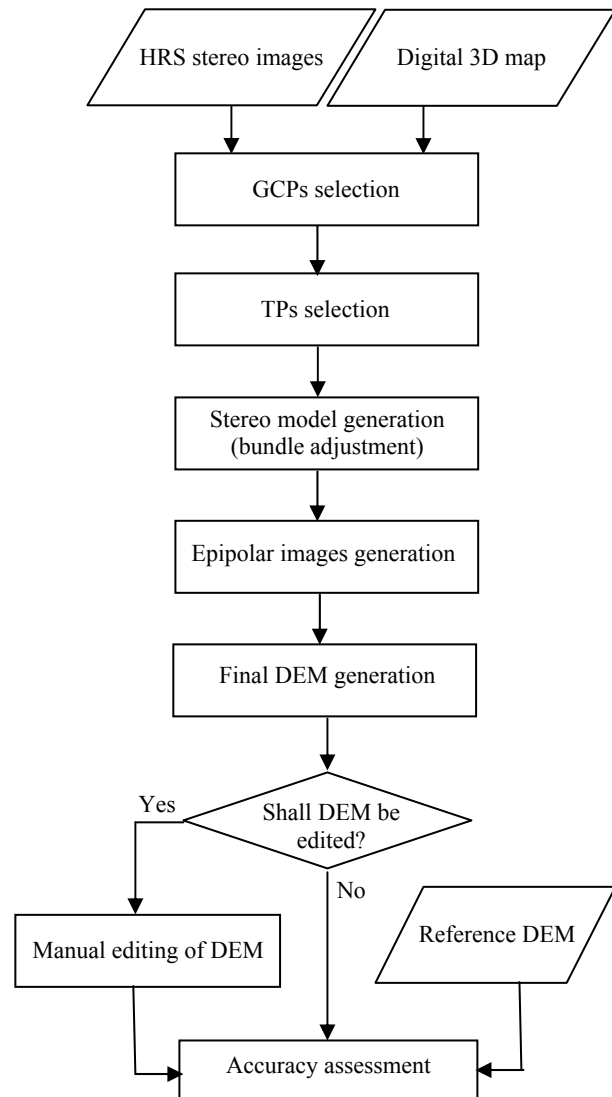 HRS stereo images
Digital 3D map
GCPs selection
TPs selection
Stereo model generation
(bundle adjustment)
Epipolar images generation
Final DEM generation
Yes
Shall DEM be
edited?
No
Manual editing of DEM
Reference DEM
Accuracy assessment